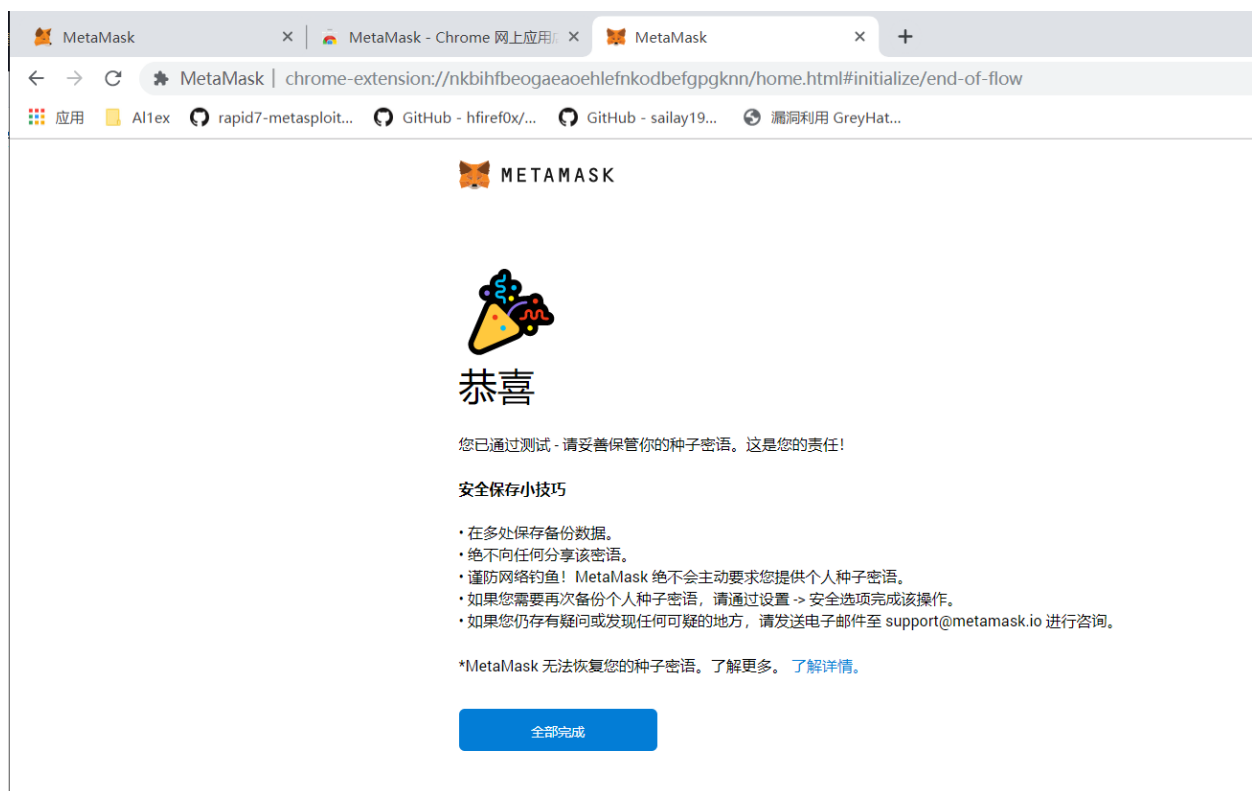 MetaMask
MetaMask - Chrome 网上应用
MetaMask
MetaMask | chrome-extension://nkbihfbeogaeaoehlefnkodbefgpgknn/home.html#initialize/end-of-flow
应用 Al1ex rapid7-metasploit... GitHub - hfiref0x/... GitHub - sailay19... 漏洞利用 GreyHat...
METAMASK
恭喜
您已通过测试 - 请妥善保管你的种子密语。这是您的责任！
安全保存小技巧
• 在多处保存备份数据。
• 绝不向任何分享该密语。
• 谨防网络钓鱼！MetaMask 绝不会主动要求您提供个人种子密语。
• 如果您需要再次备份个人种子密语，请通过设置 -> 安全选项完成该操作。
• 如果您仍存有疑问或发现任何可疑的地方，请发送电子邮件至 support@metamask.io 进行咨询。
*MetaMask 无法恢复您的种子密语。了解更多。 了解详情。
全部完成